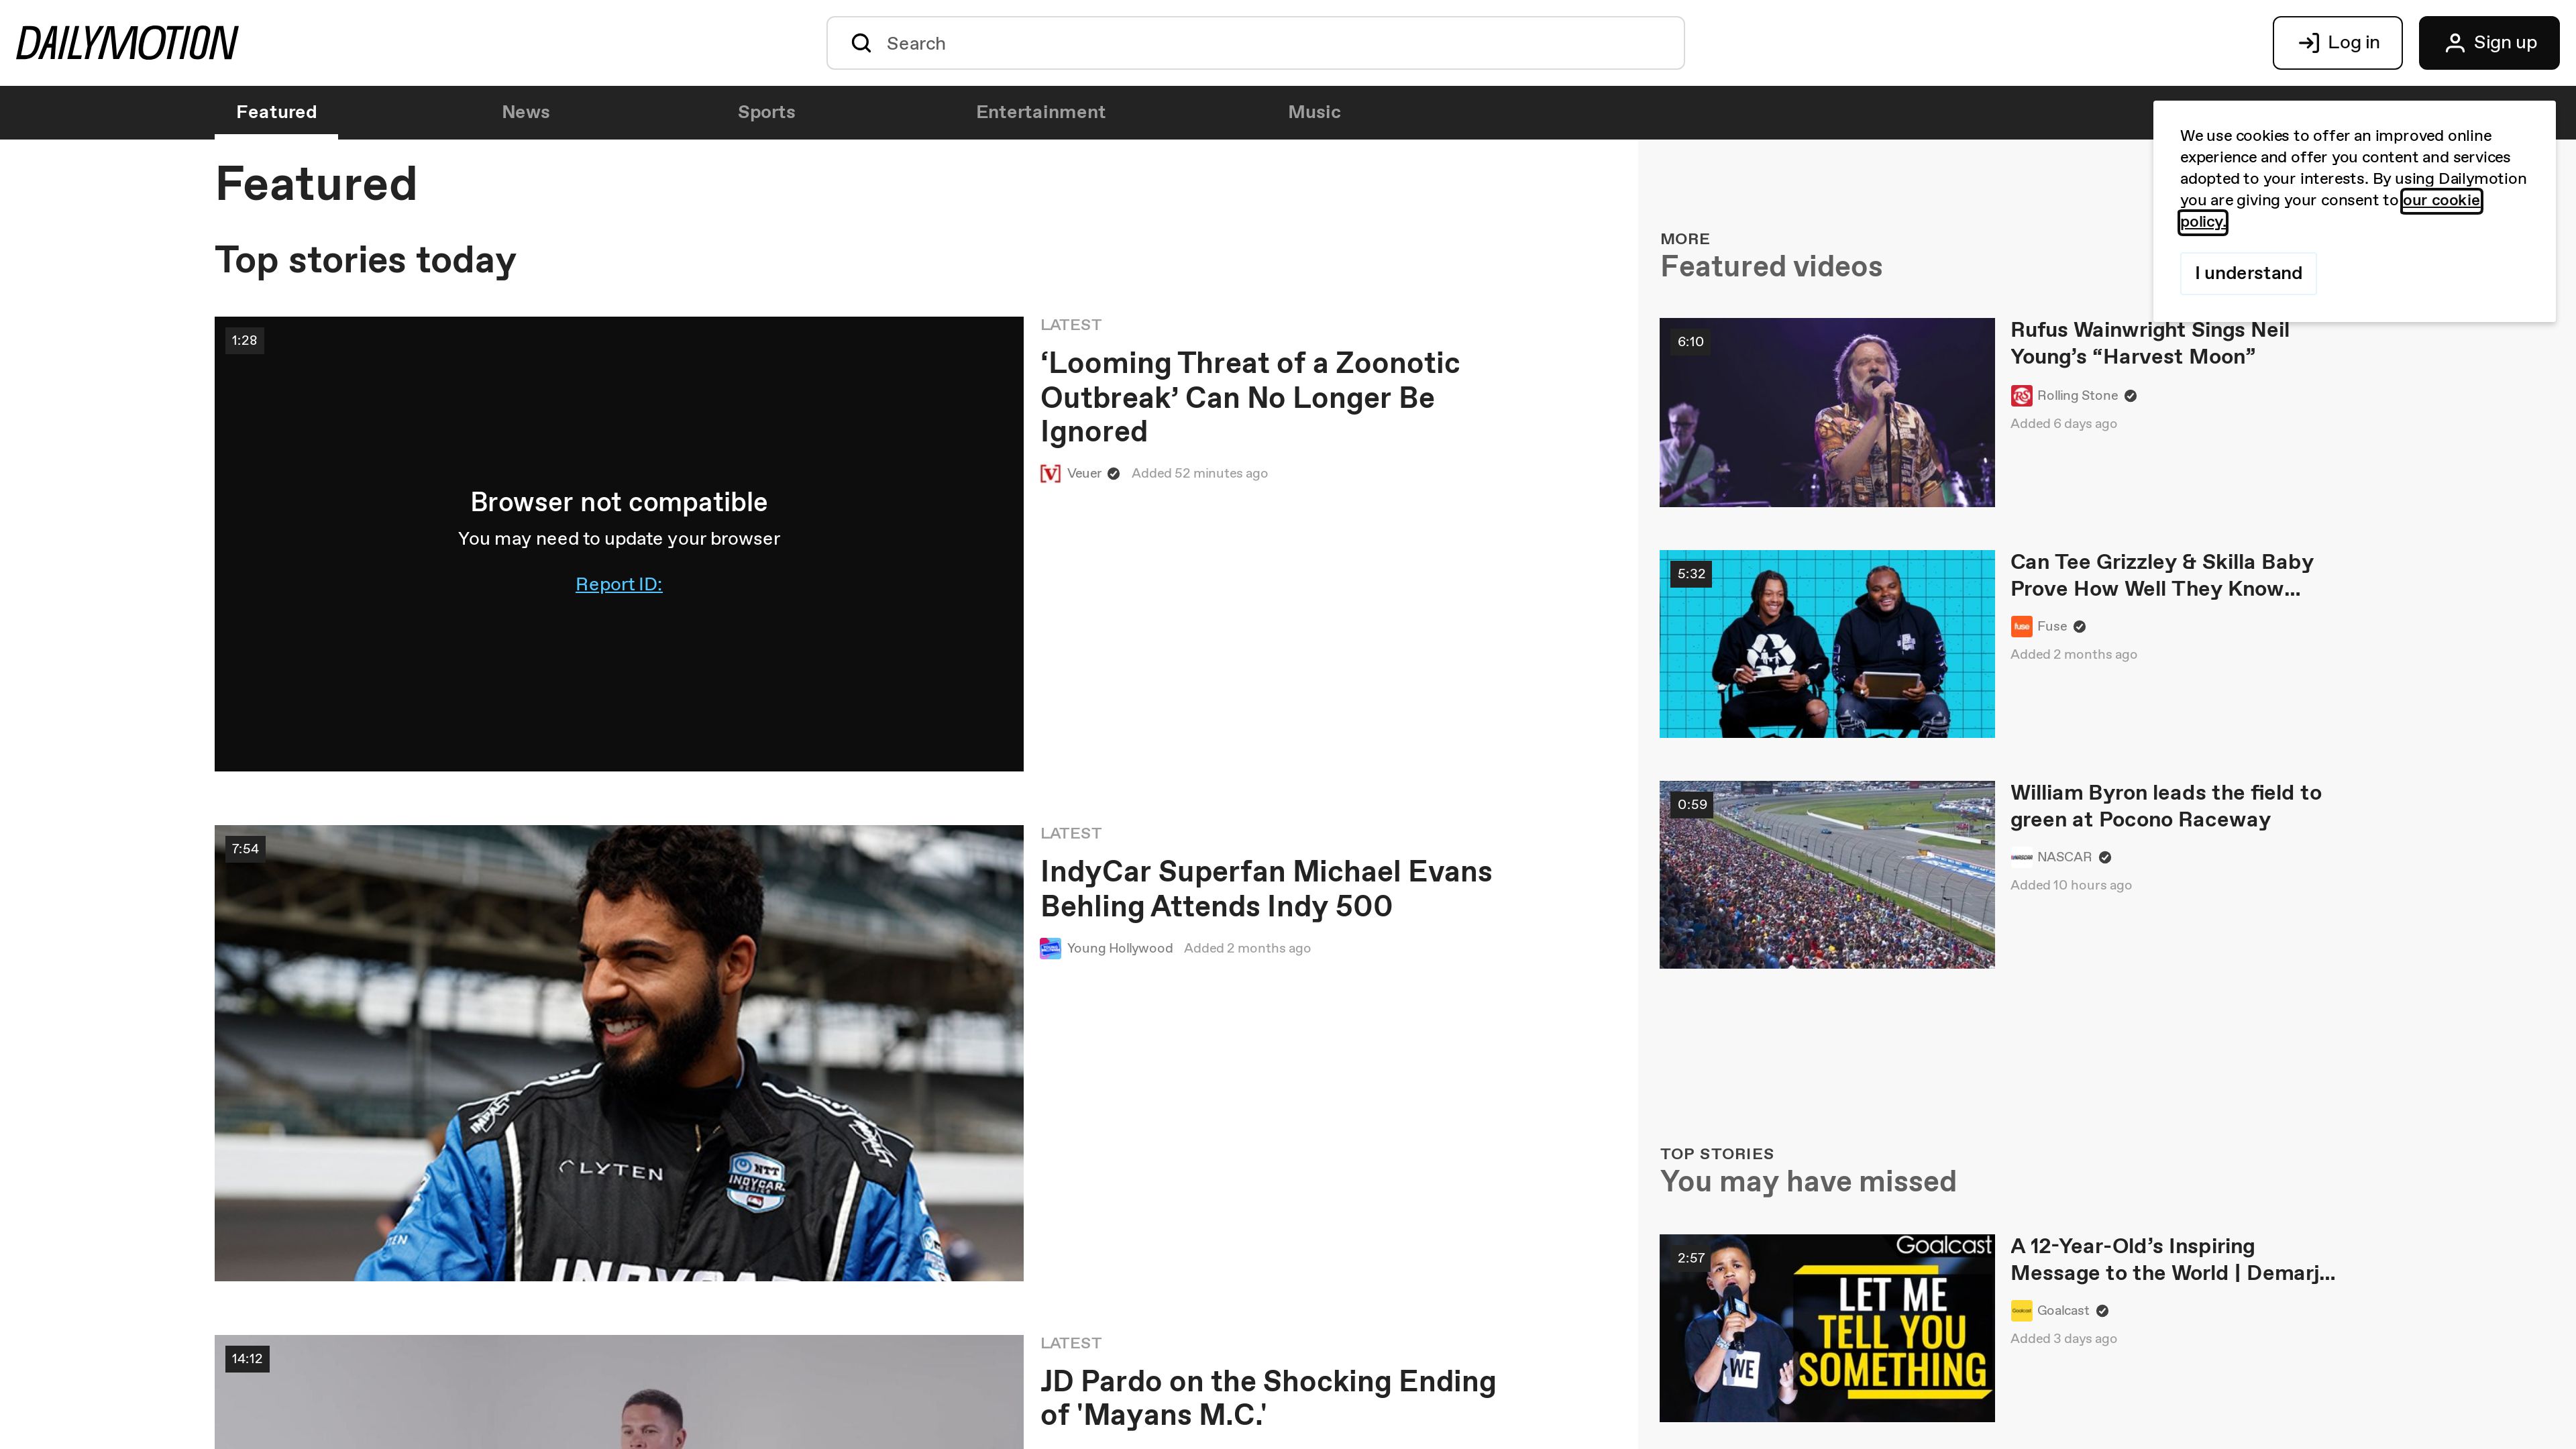 DAILYMOTION
Search
Log in
Sign up
Featured
News
Sports
Entertainment
Music
We use cookies to offer an improved online
experience and offer you content and services
adopted to your interests. By using Dailymotion
you are giving your consent to our cookie
policy.
I understand
Featured
Top stories today
1:28
Browser not compatible
You may need to update your browser
Report ID:
LATEST
‘Looming Threat of a Zoonotic
Outbreak’ Can No Longer Be
Ignored
Veuer
Added 52 minutes ago
7:54
CLYTEN
NTT
INDYCAR
SERIES
INDYCAR
LATEST
IndyCar Superfan Michael Evans
Behling Attends Indy 500
Young Hollywood
Added 2 months ago
14:12
LATEST
JD Pardo on the Shocking Ending
of 'Mayans M.C.'
MORE
Featured videos
6:10
Rufus Wainwright Sings Neil
Young’s “Harvest Moon”
RS
Rolling Stone
Added 6 days ago
5:32
Can Tee Grizzley & Skilla Baby
Prove How Well They Know...
fuse
Fuse
Added 2 months ago
0:59
William Byron leads the field to
green at Pocono Raceway
NASCAR
Added 10 hours ago
TOP STORIES
You may have missed
2:57
Goalcast
LET ME
TELL YOU
SOMETHING
WE
A 12-Year-Old’s Inspiring
Message to the World | Demarj...
Goalcast
Added 3 days ago